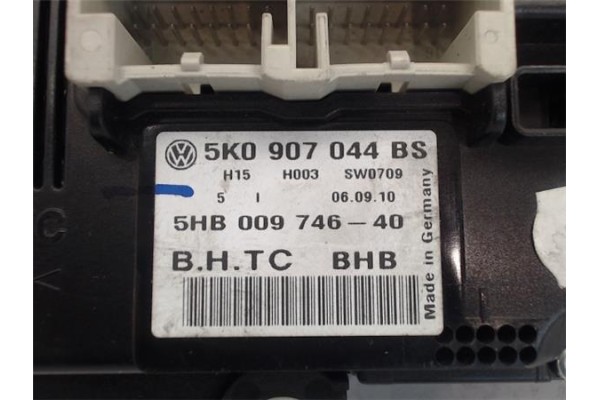 5K0 907 044 BS
H15 H003 SW0709
5 I 06.09.10
5HB 009 746-40
B.H.TC BHB
Made in Germany